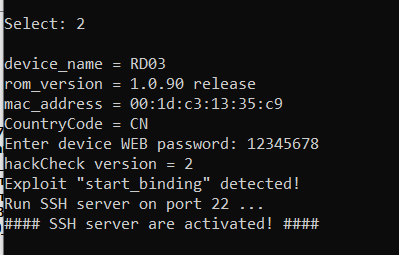 Select: 2
device_name = RD03
rom_version = 1.0.90 release
mac_address = 00:1d:c3:13:35:c9
CountryCode = CN
Enter device WEB password: 12345678
hackCheck version = 2
Exploit "start_binding" detected!
Run SSH server on port 22 ...
#### SSH server are activated! ####